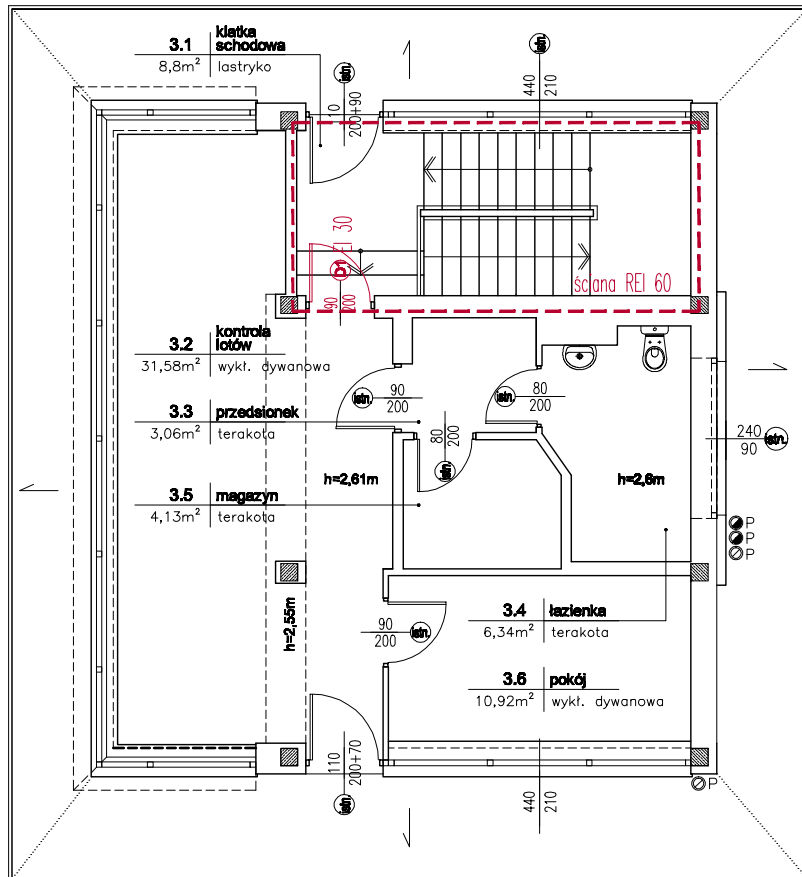 3.1 klatka schodowa
8,8m² lastryko
istn.
10
200+90
istn.
440
210
EI 30
D1
90
200
ściana REI 60
3.2 kontrola lotów
31,58m² wykł. dywanowa
istn.
90
200
istn.
80
200
3.3 przedsionek
3,06m² terakota
80
200
istn.
240
90
istn.
h=2,61m
h=2,6m
3.5 magazyn
4,13m² terakota
P
P
P
h=2,55m
90
200
istn.
3.4 łazienka
6,34m² terakota
3.6 pokój
10,92m² wykł. dywanowa
110
200+70
istn.
440
210
istn.
P